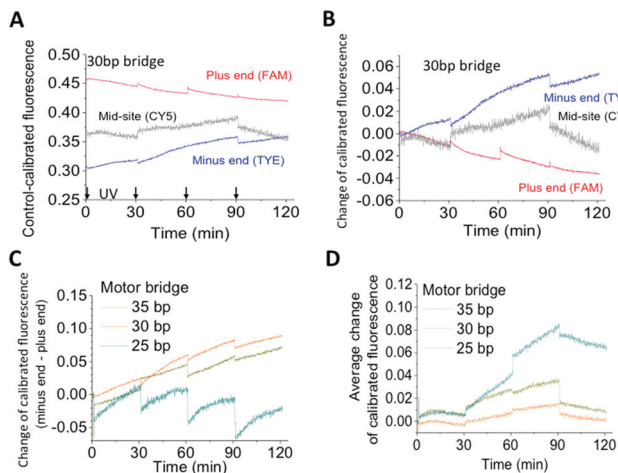 A
30bp bridge
Plus end (FAM)
Mid-site (CY5)
Minus end (TYE)
UV
Control-calibrated fluorescence
0.50
0.45
0.40
0.35
0.30
0.25
0 30 60 90 120
Time (min)
B
30bp bridge
Minus end (TY
Mid-site (C
Plus end (FAM)
Change of calibrated fluorescence
0.06
0.04
0.02
0.00
-0.02
-0.04
-0.06
0 30 60 90 120
Time (min)
C
Motor bridge
35 bp
30 bp
25 bp
Change of calibrated fluorescence
(minus end - plus end)
0.15
0.10
0.05
0.00
-0.05
0 30 60 90 120
Time (min)
D
Motor bridge
35 bp
30 bp
25 bp
Average change
of calibrated fluorescence
0.12
0.10
0.08
0.06
0.04
0.02
0.00
0 30 60 90 120
Time (min)